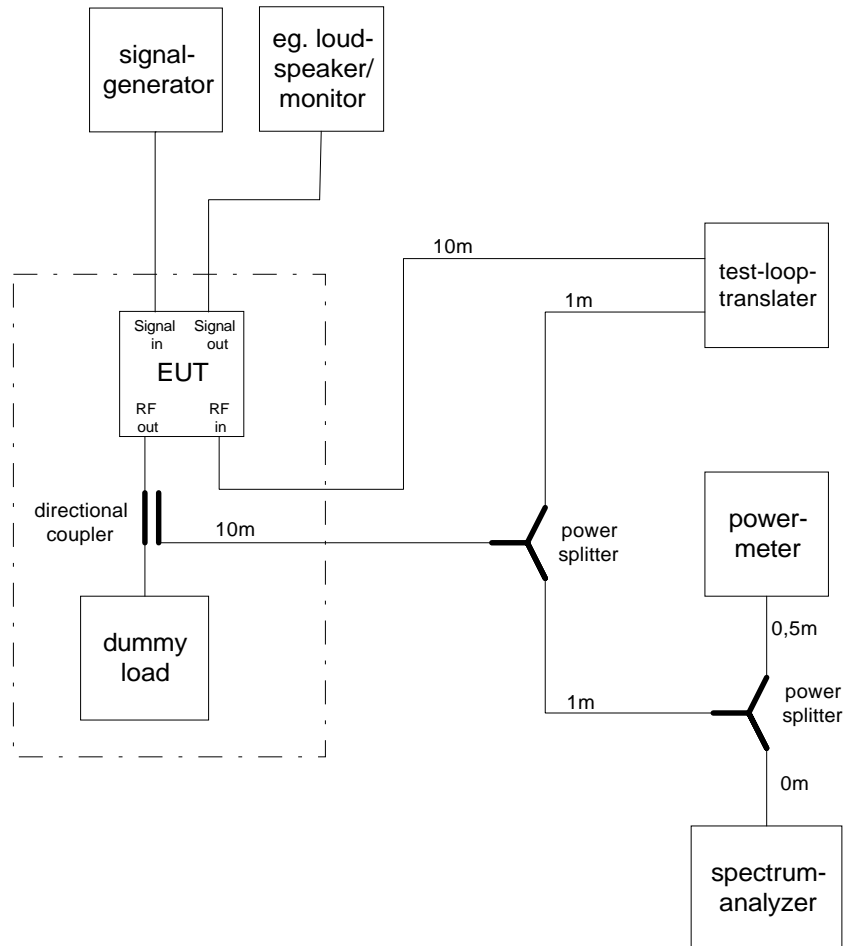 signal-
generator
eg. loud-
speaker/
monitor
10m
test-loop-
translater
1m
Signal
in
Signal
out
EUT
RF
out
RF
in
directional
coupler
10m
power
splitter
power-
meter
0,5m
dummy
load
1m
power
splitter
0m
spectrum-
analyzer